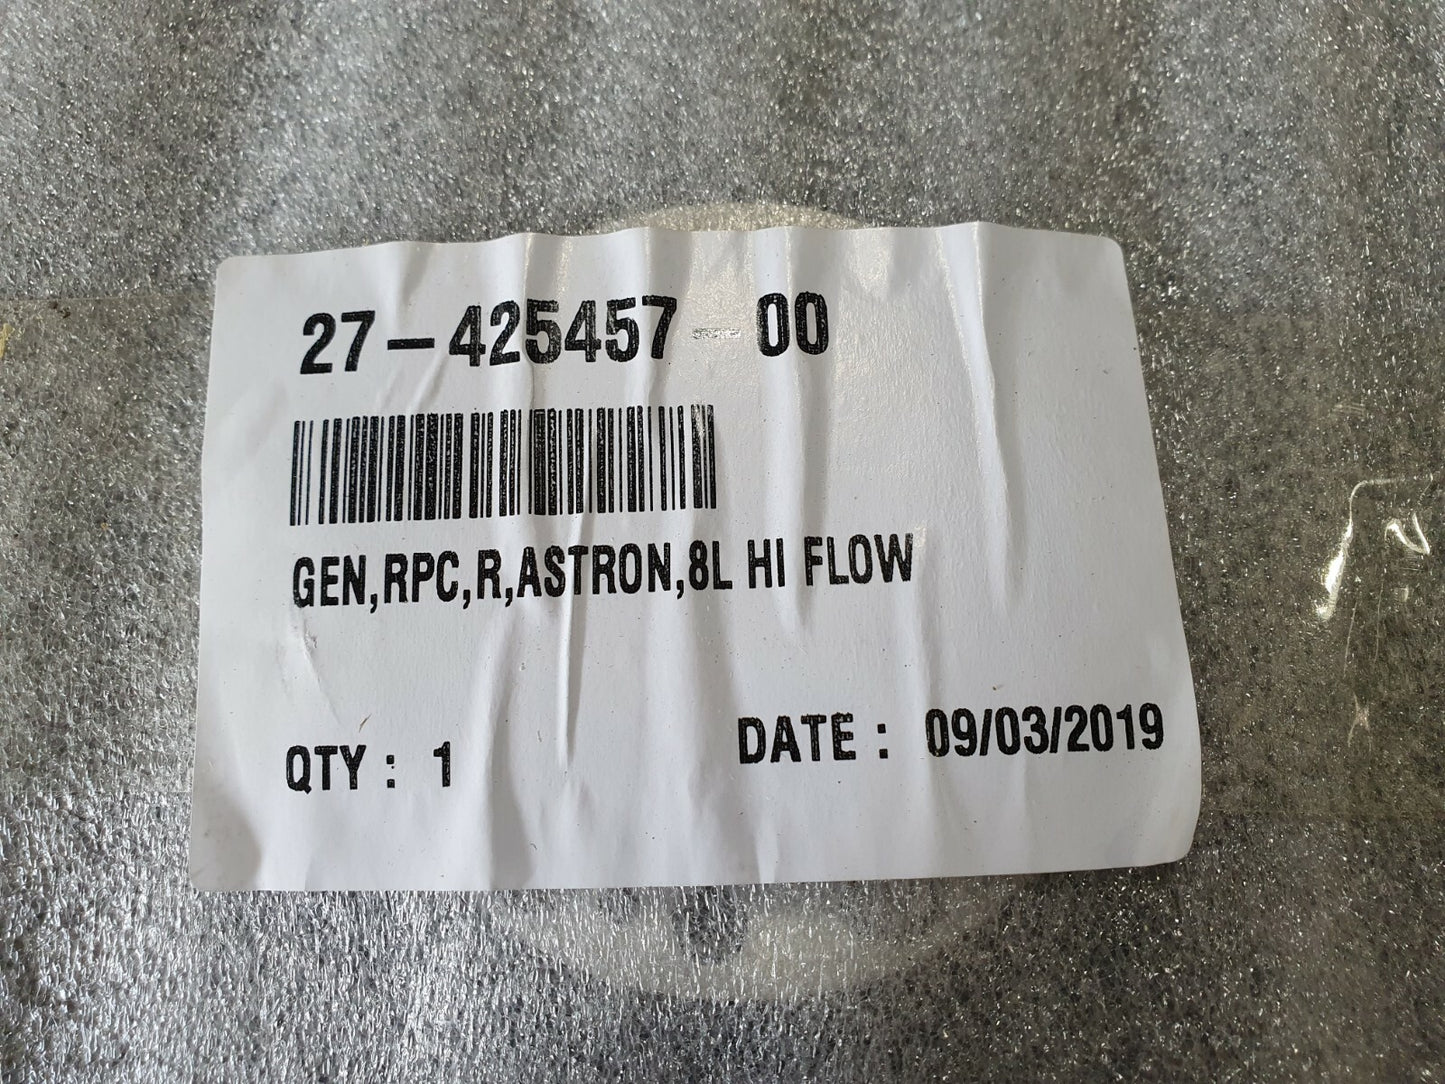 27-425457-00
GEN,RPC,R,ASTRON,8L HI FLOW
QTY : 1
DATE : 09/03/2019